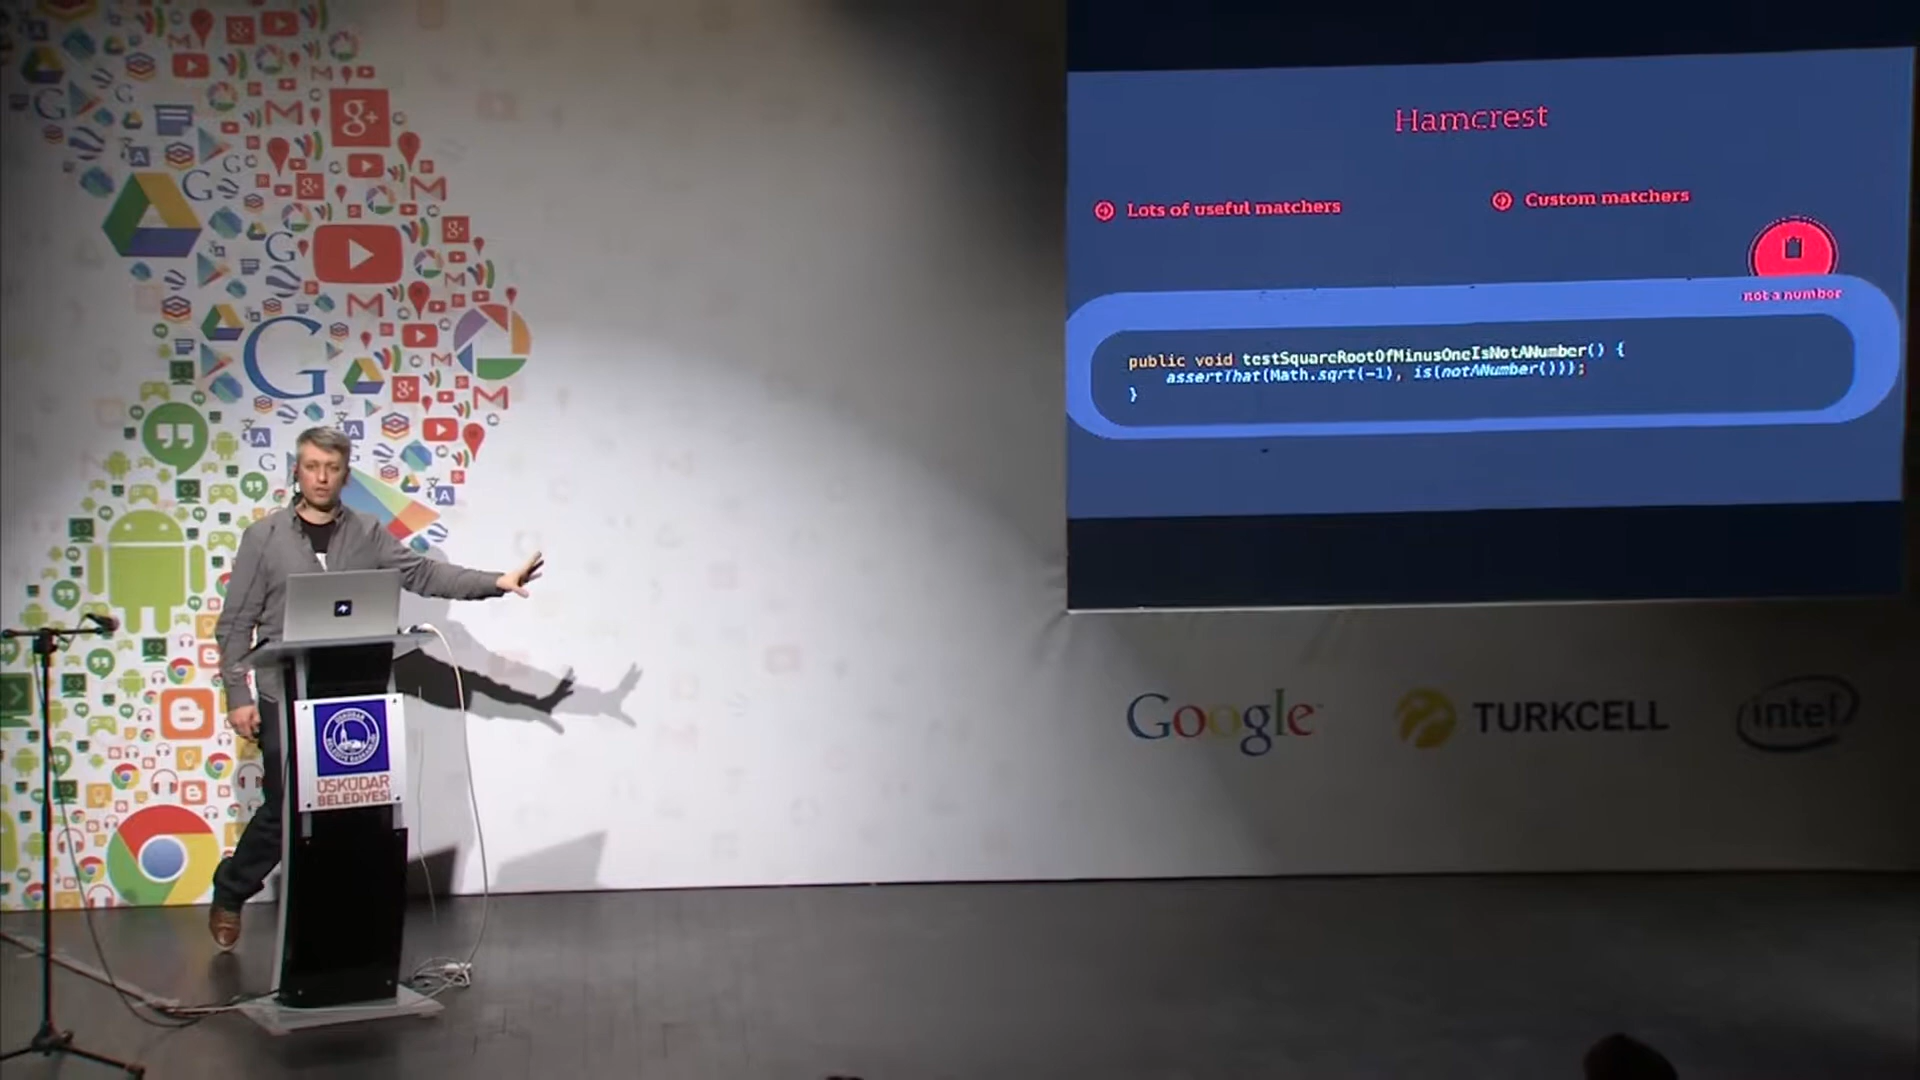 Hamcrest
Lots of useful matchers
Custom matchers
not a number
public void testSquareRootOfMinusOneIsNotANumber() {
assertThat(Math.sqrt(-1), is(notANumber()));
}
Google
TURKCELL
intel
ÜSKÜDAR
BELEDİYESİ